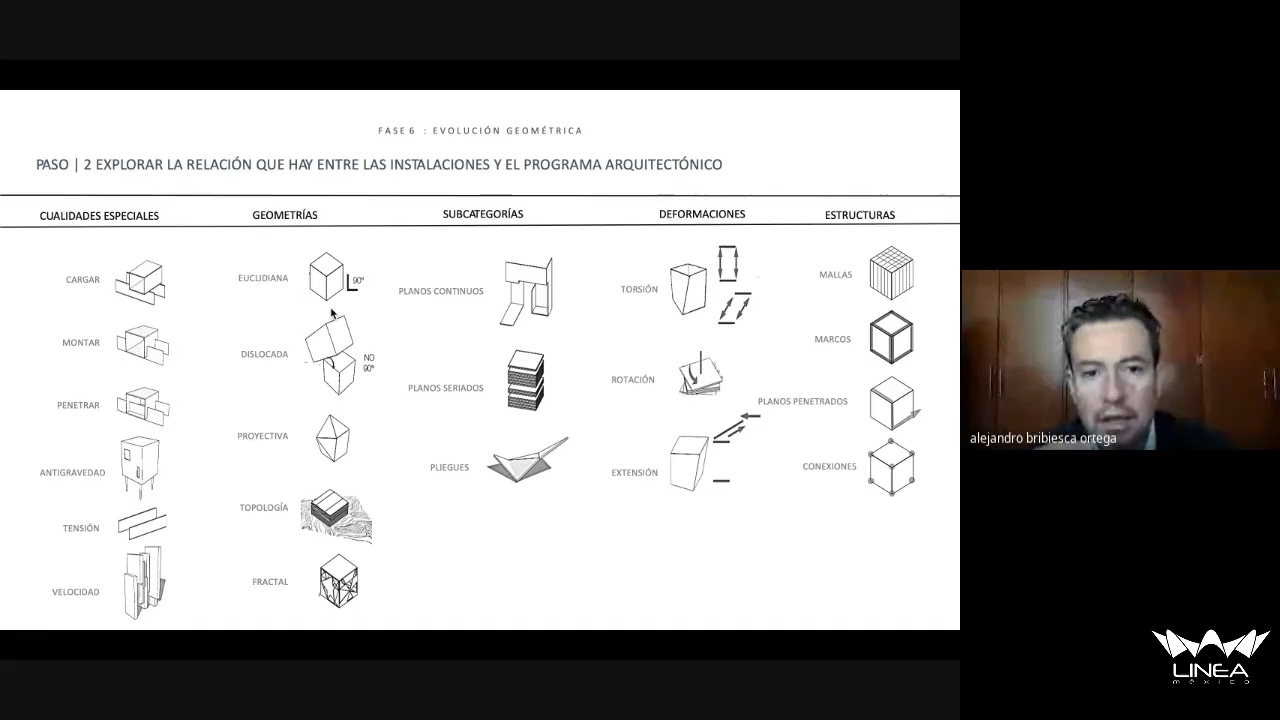 FASE 6 : EVOLUCIÓN GEOMÉTRICA
PASO | 2 EXPLORAR LA RELACIÓN QUE HAY ENTRE LAS INSTALACIONES Y EL PROGRAMA ARQUITECTÓNICO
CUALIDADES ESPECIALES
CARGAR
MONTAR
PENETRAR
ANTIGRAVEDAD
TENSIÓN
VELOCIDAD
GEOMETRÍAS
EUCLIDIANA
90°
DISLOCADA
NO
90°
PROYECTIVA
TOPOLOGÍA
FRACTAL
SUBCATEGORÍAS
PLANOS CONTINUOS
PLANOS SERIADOS
PLIEGUES
DEFORMACIONES
TORSIÓN
ROTACIÓN
EXTENSIÓN
ESTRUCTURAS
MALLAS
MARCOS
PLANOS PENETRADOS
CONEXIONES
alejandro bribiesca ortega
LINEA
méxico